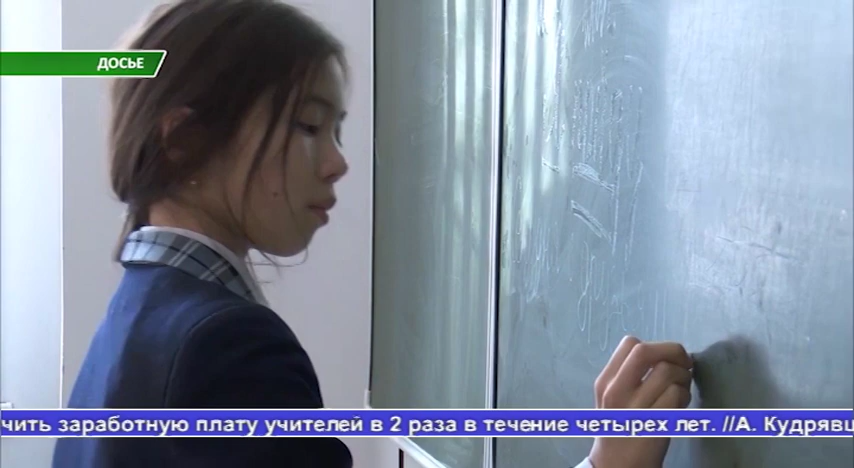 ДОСЬЕ
чить заработную плату учителей в 2 раза в течение четырех лет. //А. Кудрявц